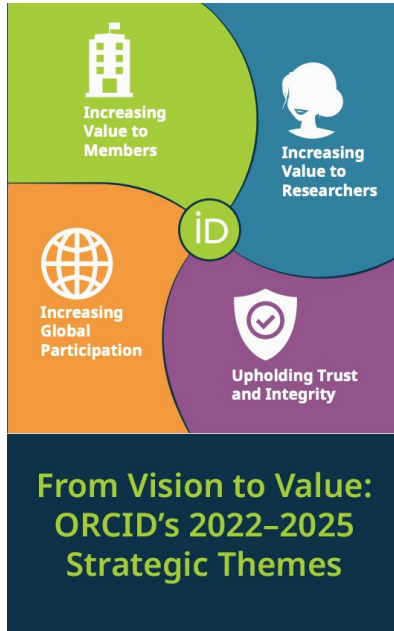 Increasing
Value to
Members
Increasing
Value to
Researchers
iD
Increasing
Global
Participation
Upholding Trust
and Integrity
From Vision to Value:
ORCID’s 2022–2025
Strategic Themes